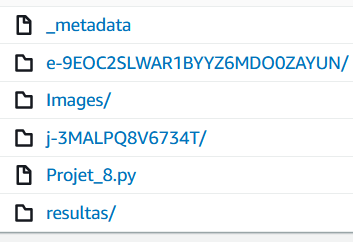 _metadata
e-9EOC2SLWAR1BYYZ6MDO0ZAYUN/
Images/
j-3MALPQ8V6734T/
Projet_8.py
resultas/